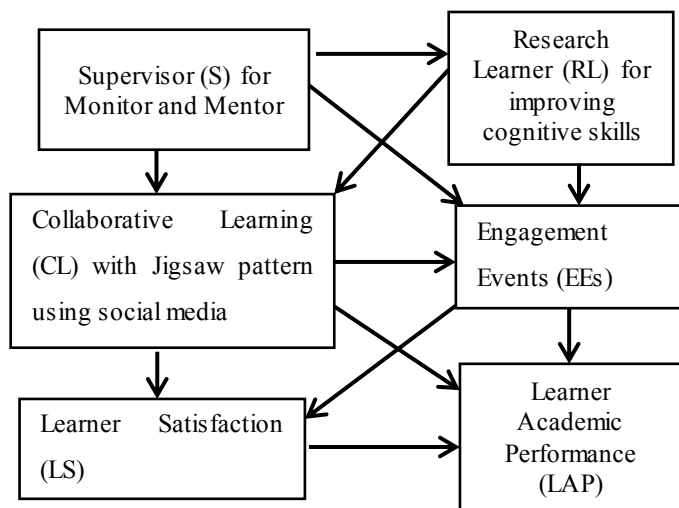 Supervisor (S) for
Monitor and Mentor
Research
Learner (RL) for
improving
cognitive skills
Collaborative Learning
(CL) with Jigsaw pattern
using social media
Engagement
Events (EEs)
Learner Satisfaction
(LS)
Learner
Academic
Performance
(LAP)